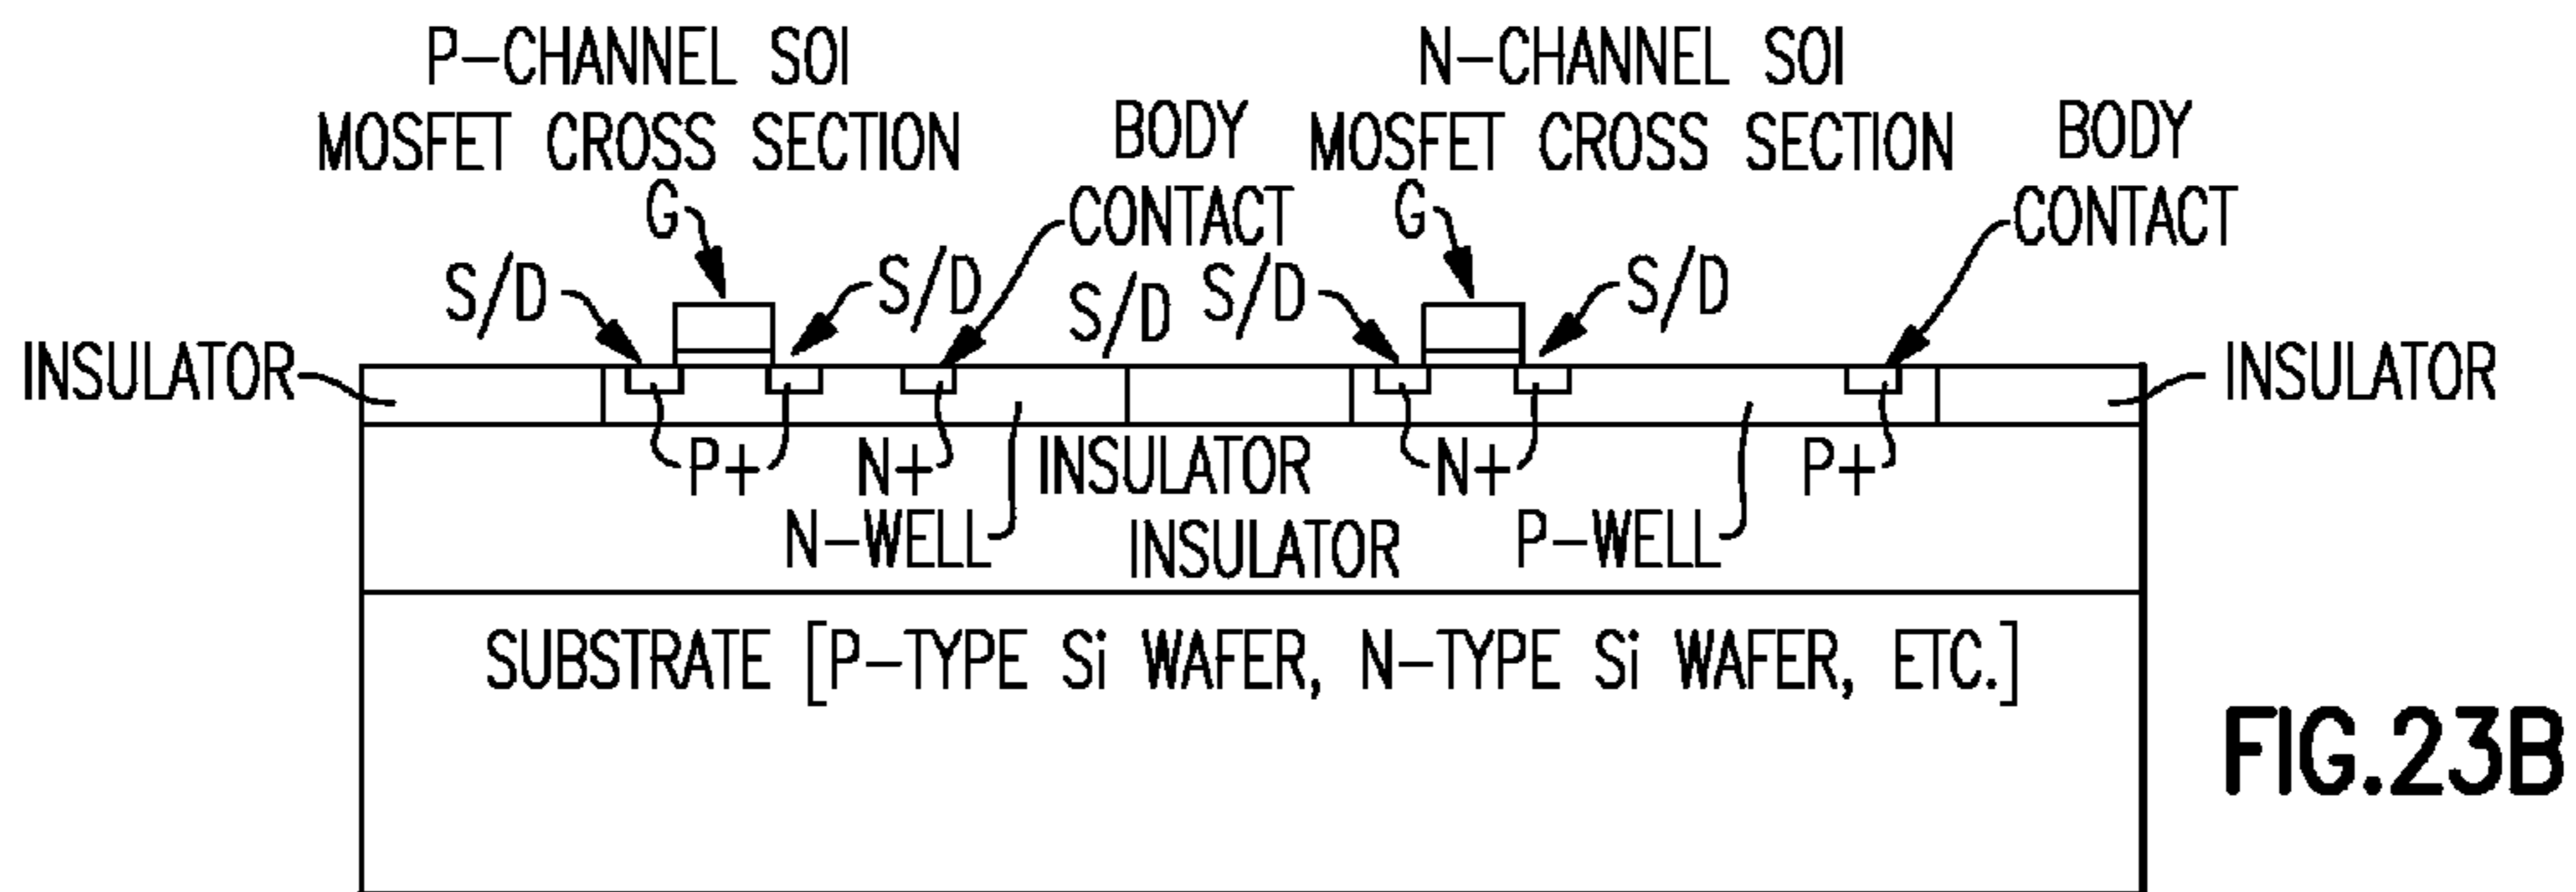 P-CHANNEL SOI
MOSFET CROSS SECTION
N-CHANNEL SOI
MOSFET CROSS SECTION
BODY
CONTACT
BODY
CONTACT
G
G
S/D
S/D
S/D
S/D
S/D
INSULATOR
INSULATOR
P+
N+
INSULATOR
N+
P+
N-WELL
INSULATOR
P-WELL
SUBSTRATE [P-TYPE Si WAFER, N-TYPE Si WAFER, ETC.]
FIG.23B